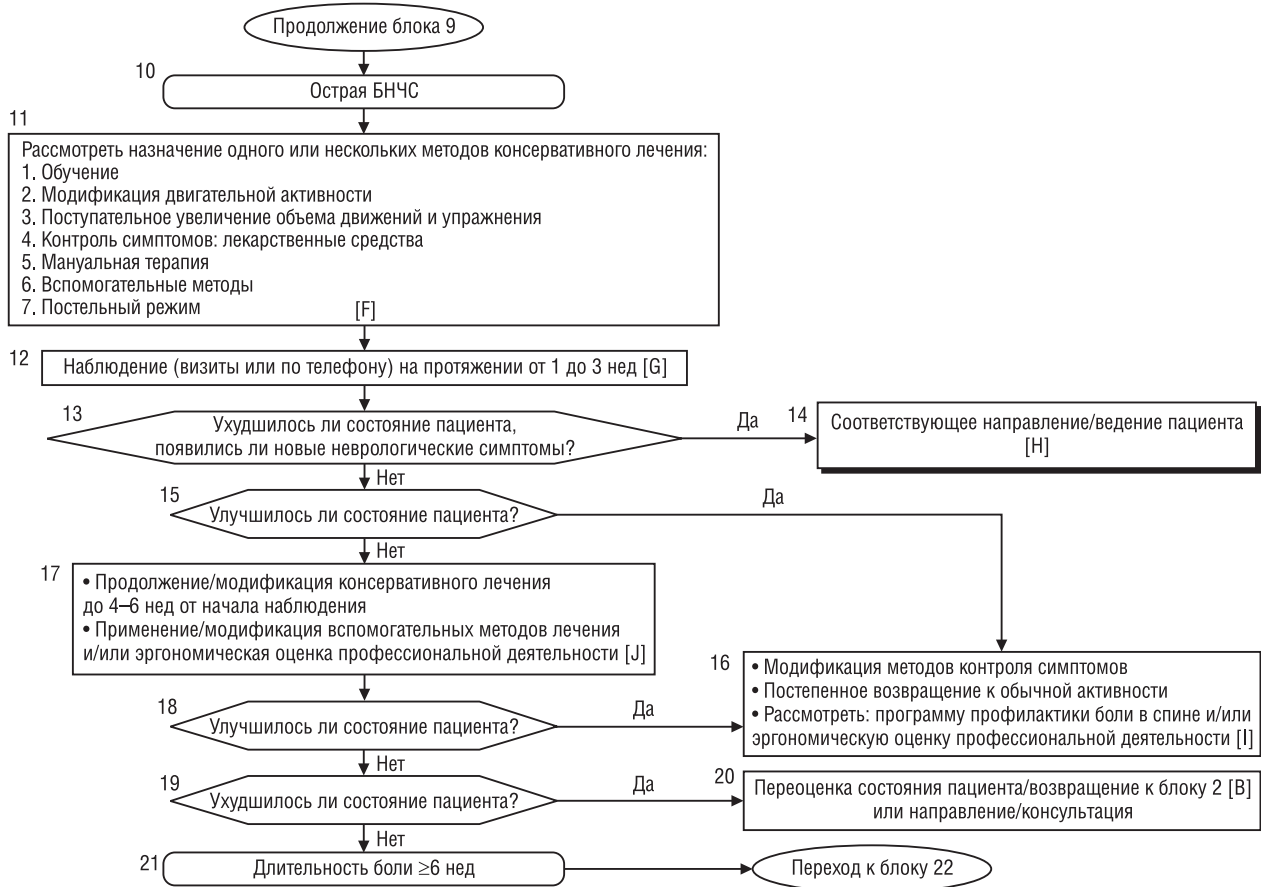 Продолжение блока 9
10
Острая БНЧС
11
Рассмотреть назначение одного или нескольких методов консервативного лечения:
1. Обучение
2. Модификация двигательной активности
3. Поступательное увеличение объема движений и упражнения
4. Контроль симптомов: лекарственные средства
5. Мануальная терапия
6. Вспомогательные методы
7. Постельный режим [F]
12
Наблюдение (визиты или по телефону) на протяжении от 1 до 3 нед [G]
13
Ухудшилось ли состояние пациента,
появились ли новые неврологические симптомы?
Да
14
Соответствующее направление/ведение пациента
[H]
Нет
15
Улучшилось ли состояние пациента?
Да
Нет
17
• Продолжение/модификация консервативного лечения
до 4–6 нед от начала наблюдения
• Применение/модификация вспомогательных методов лечения
и/или эргономическая оценка профессиональной деятельности [J]
16
• Модификация методов контроля симптомов
• Постепенное возвращение к обычной активности
• Рассмотреть: программу профилактики боли в спине и/или
эргономическую оценку профессиональной деятельности [I]
18
Улучшилось ли состояние пациента?
Да
Нет
19
Ухудшилось ли состояние пациента?
Да
20
Переоценка состояния пациента/возвращение к блоку 2 [B]
или направление/консультация
Нет
21
Длительность боли ≥6 нед
Переход к блоку 22